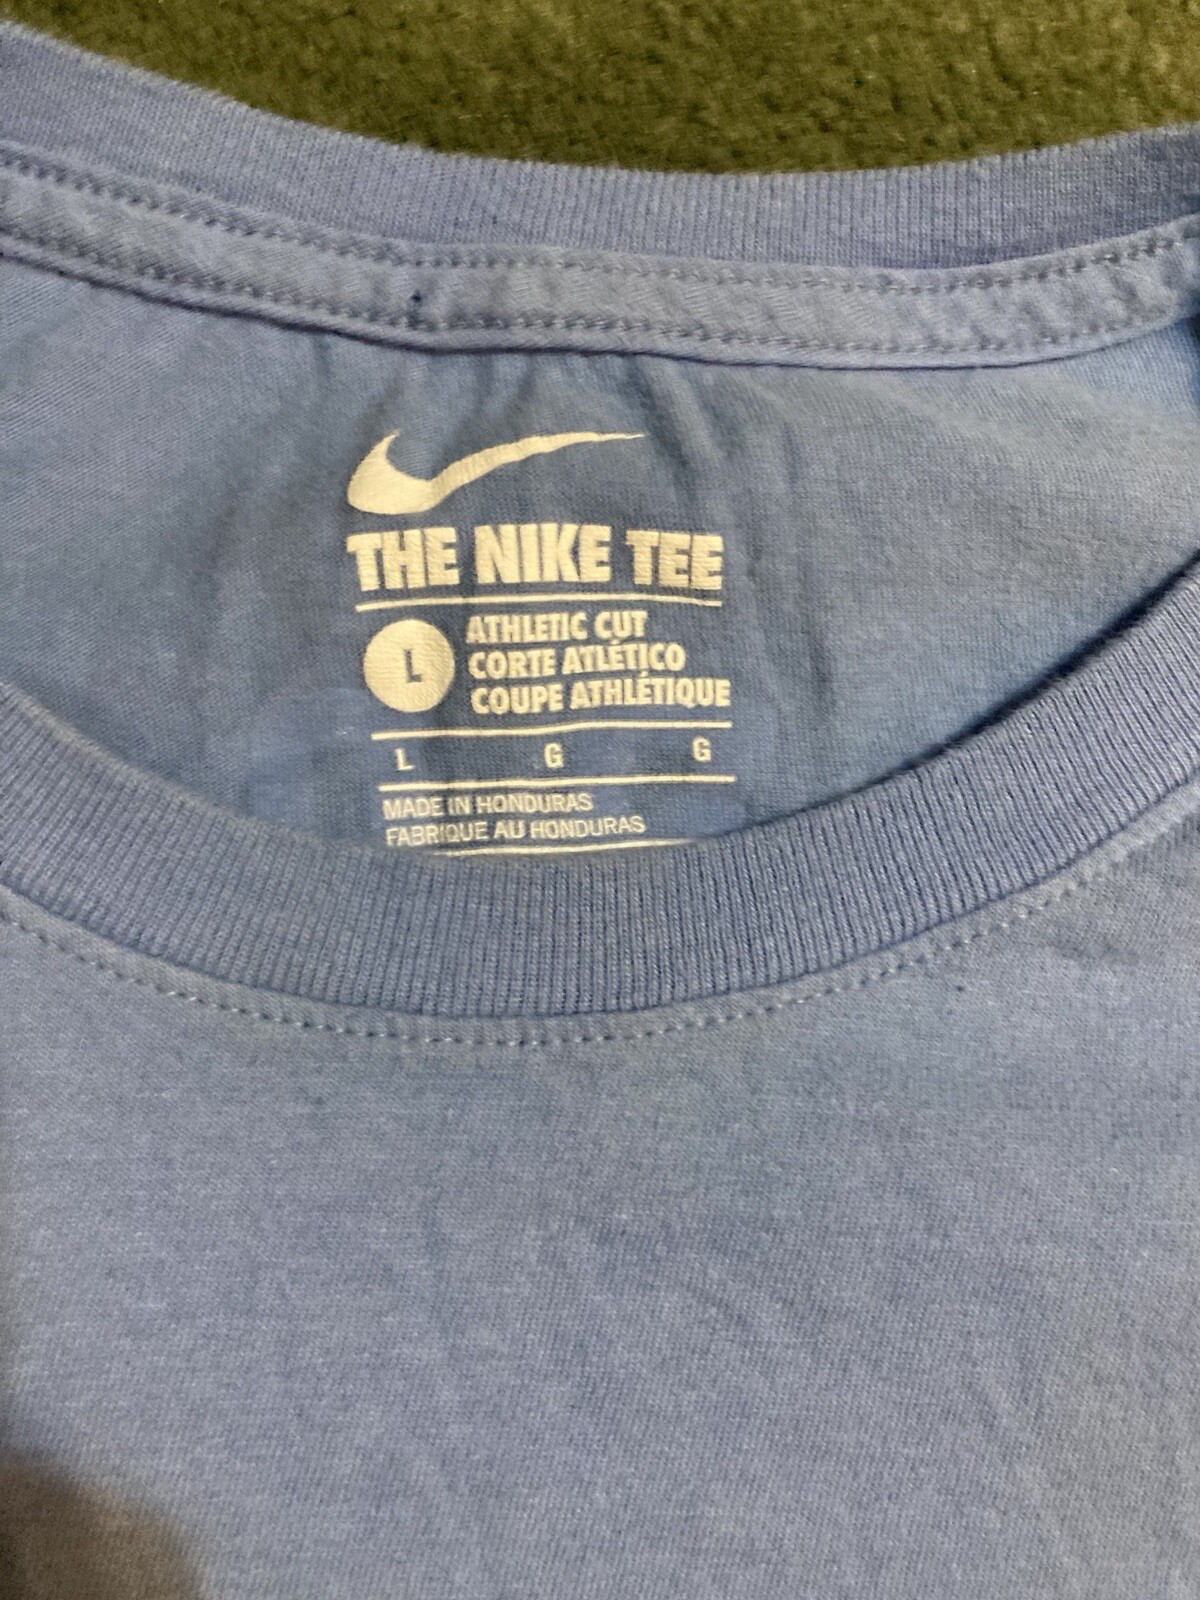 THE NIKE TEE
L
ATHLETIC CUT
CORTE ATLÉTICO
COUPE ATHLÉTIQUE
L G G
MADE IN HONDURAS
FABRIQUE AU HONDURAS